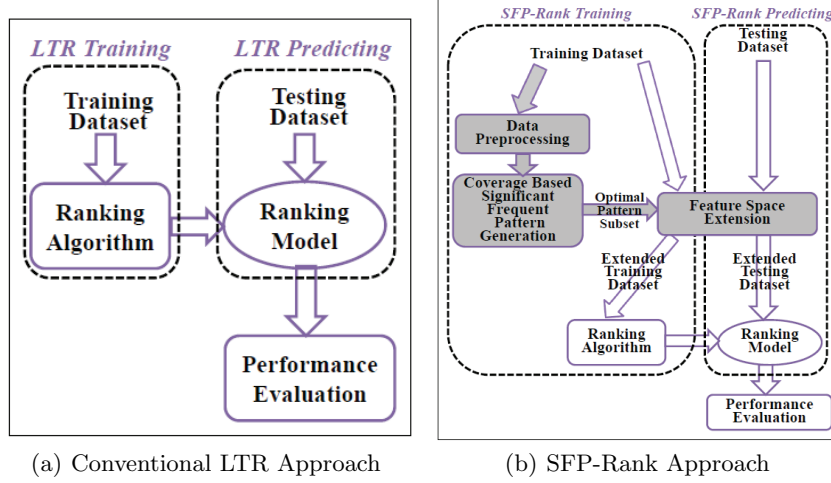 LTR Training
LTR Predicting
Training
Dataset
Testing
Dataset
Ranking
Algorithm
Ranking
Model
Performance
Evaluation
(a) Conventional LTR Approach
SFP-Rank Training
SFP-Rank Predicting
Training Dataset
Testing
Dataset
Data
Preprocessing
Coverage Based
Significant
Frequent
Pattern
Generation
Optimal
Pattern
Subset
Feature Space
Extension
Extended
Training
Dataset
Extended
Testing
Dataset
Ranking
Algorithm
Ranking
Model
Performance
Evaluation
(b) SFP-Rank Approach